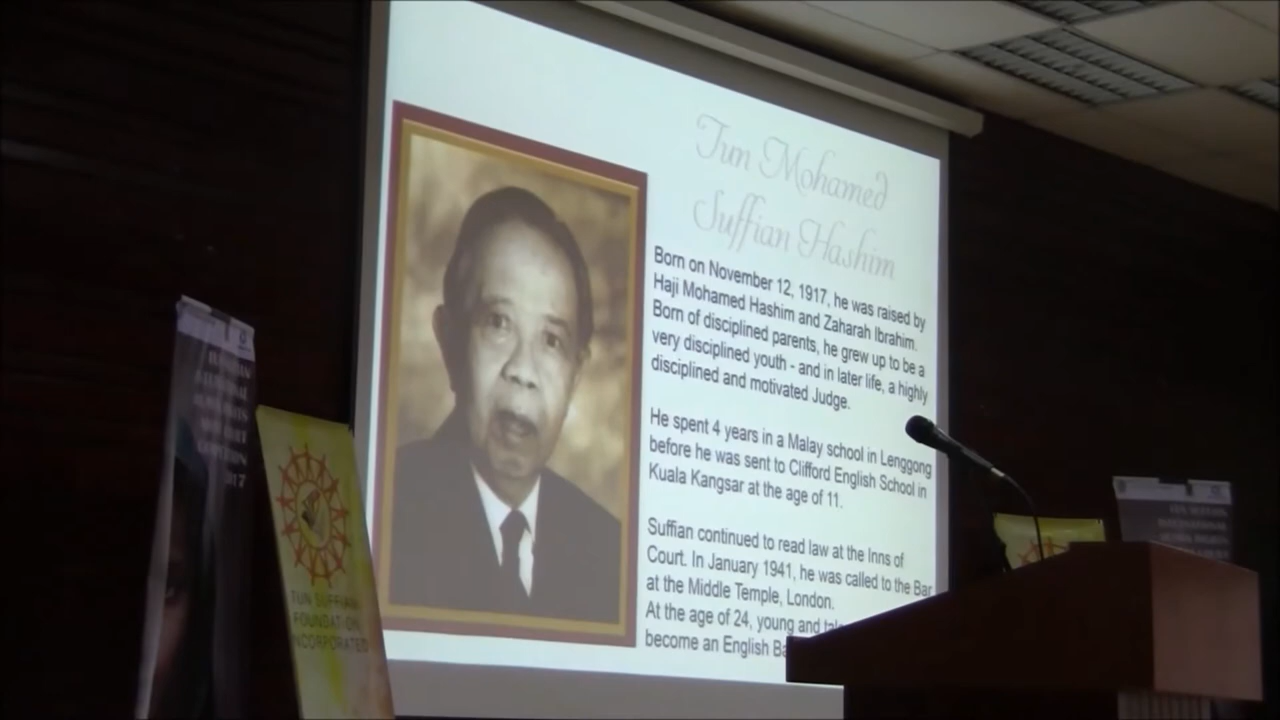 Tun Mohamed
Suffian Hashim
Born on November 12, 1917, he was raised by
Haji Mohamed Hashim and Zaharah Ibrahim.
Born of disciplined parents, he grew up to be a
very disciplined youth - and in later life, a highly
disciplined and motivated Judge.
He spent 4 years in a Malay school in Lenggong
before he was sent to Clifford English School in
Kuala Kangsar at the age of 11.
Suffian continued to read law at the Inns of
Court. In January 1941, he was called to the Bar
at the Middle Temple, London.
At the age of 24, young and
become an English
TUN SUFFIAN
FOUNDATION
INCORPORATED